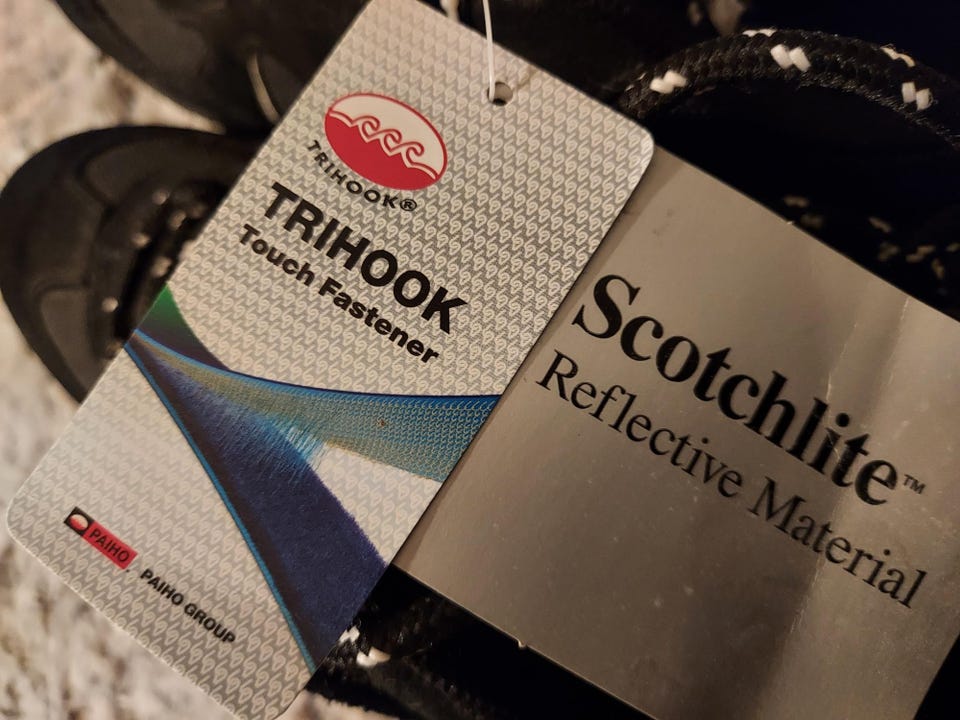 TRIHOOK®
TRIHOOK
Touch Fastener
PAIHO
PAIHO GROUP
Scotchlite™
Reflective Material